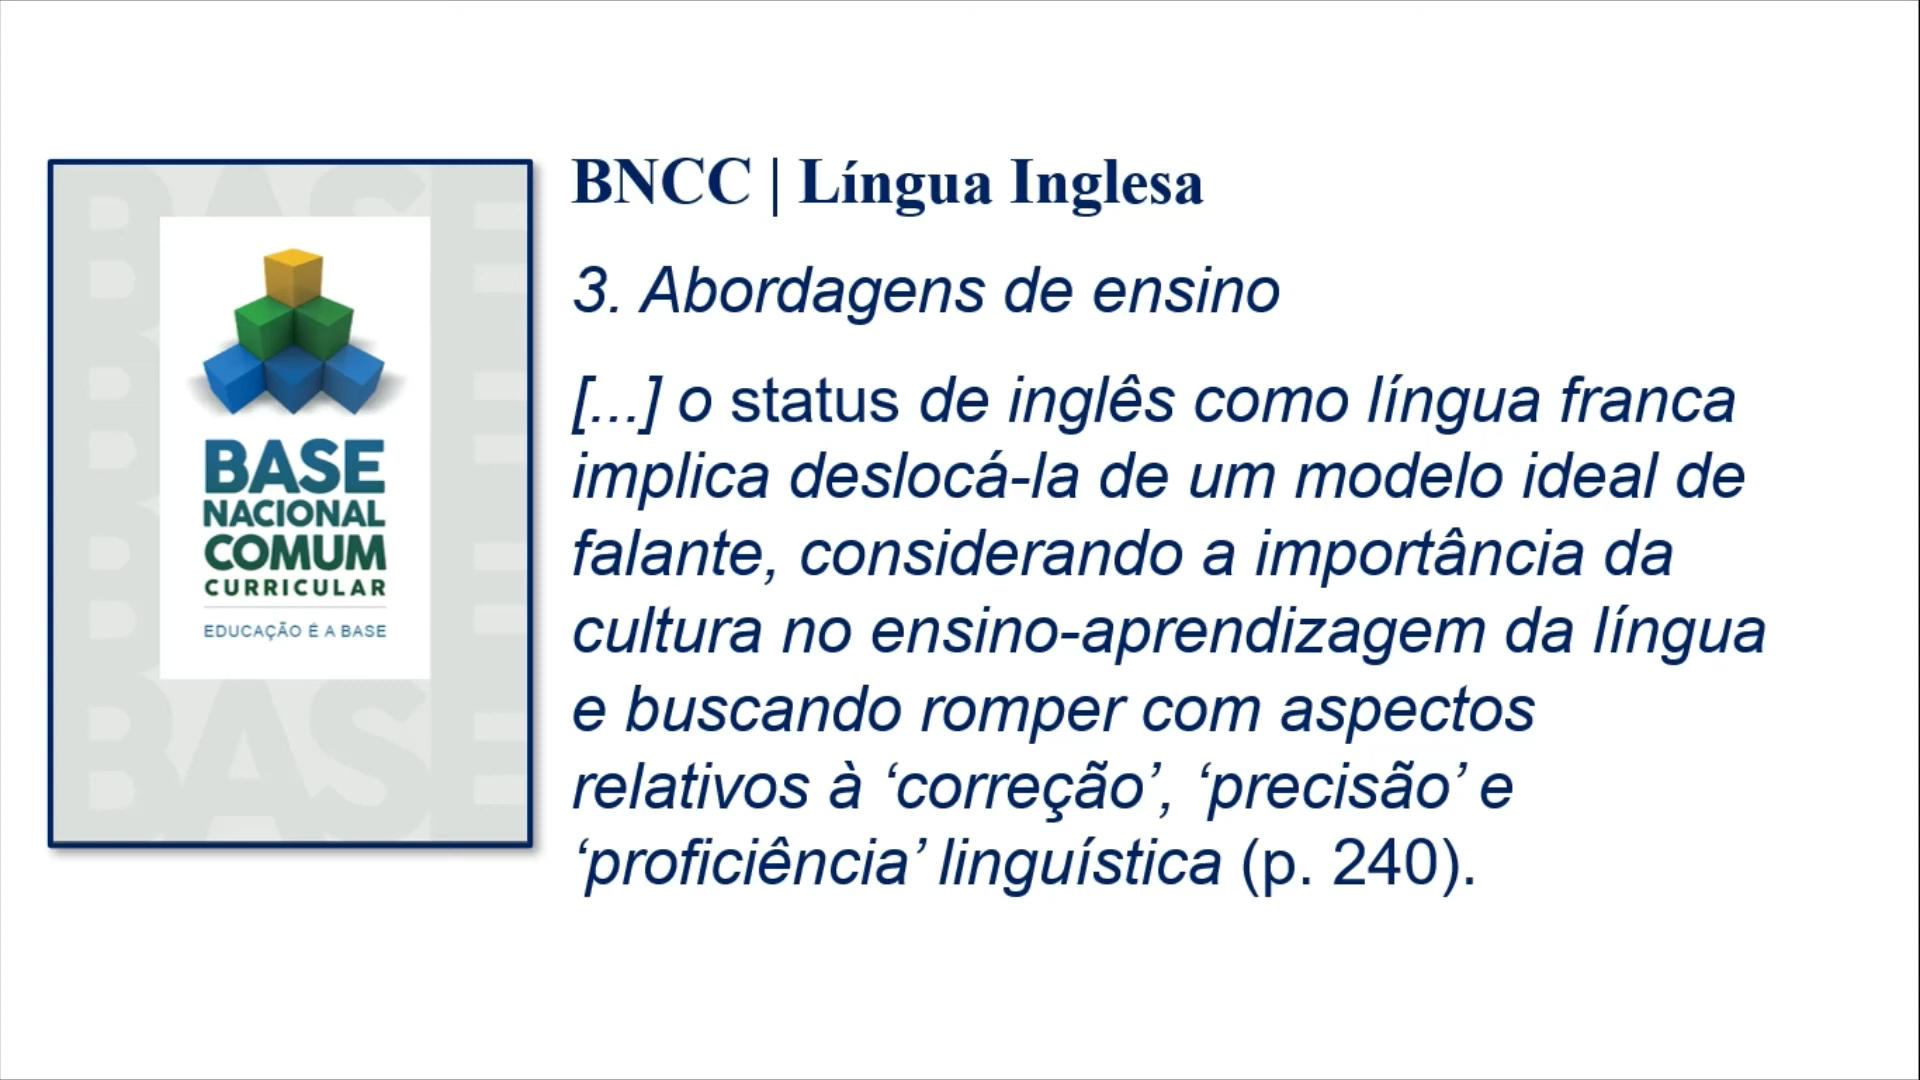 BASE
NACIONAL
COMUM
CURRICULAR
EDUCAÇÃO É A BASE
BNCC | Língua Inglesa
3. Abordagens de ensino
[...] o status de inglês como língua franca
implica deslocá-la de um modelo ideal de
falante, considerando a importância da
cultura no ensino-aprendizagem da língua
e buscando romper com aspectos
relativos à ‘correção’, ‘precisão’ e
‘proficiência’ linguística (p. 240).